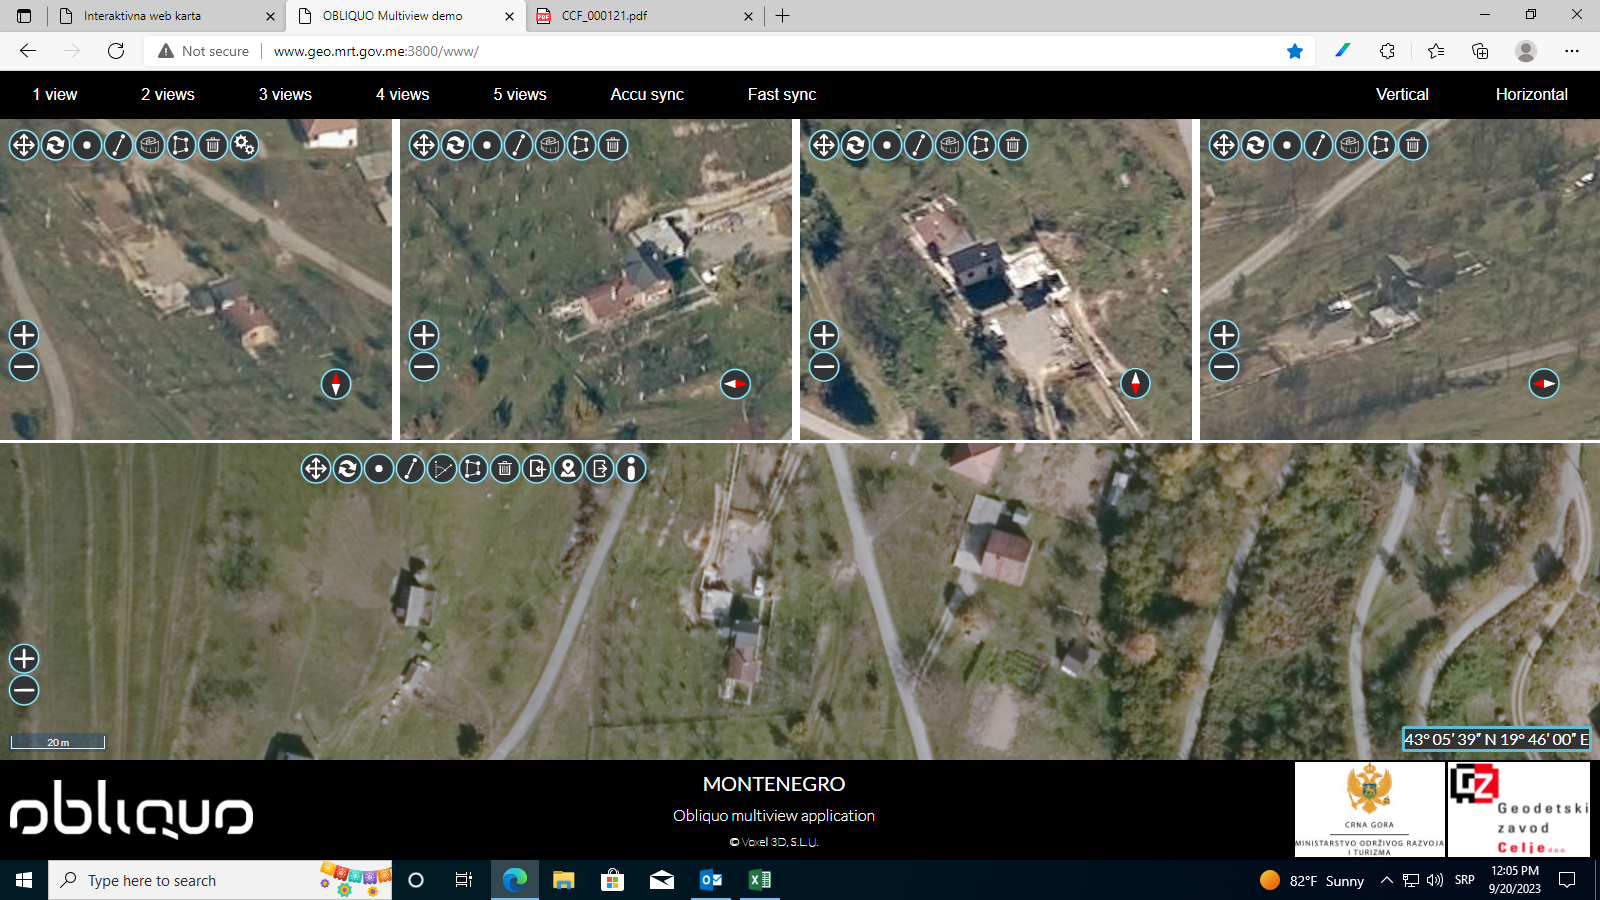 Interaktivna web karta
OBLIQUO Multiview demo
PDF
CCF_000121.pdf
Not secure
www.geo.mrt.gov.me:3800/www/
1 view
2 views
3 views
4 views
5 views
Accu sync
Fast sync
Vertical
Horizontal
20 m
43° 05′ 39″ N 19° 46′ 00″ E
obliquo
MONTENEGRO
Obliquo multiview application
© Voxel 3D, S.L.U.
CRNA GORA
MINISTARSTVO ODRŽIVOG RAZVOJA
I TURIZMA
GZ
Geodetski
zavod
Celje d.o.o.
Type here to search
82°F Sunny
SRP
12:05 PM
9/20/2023